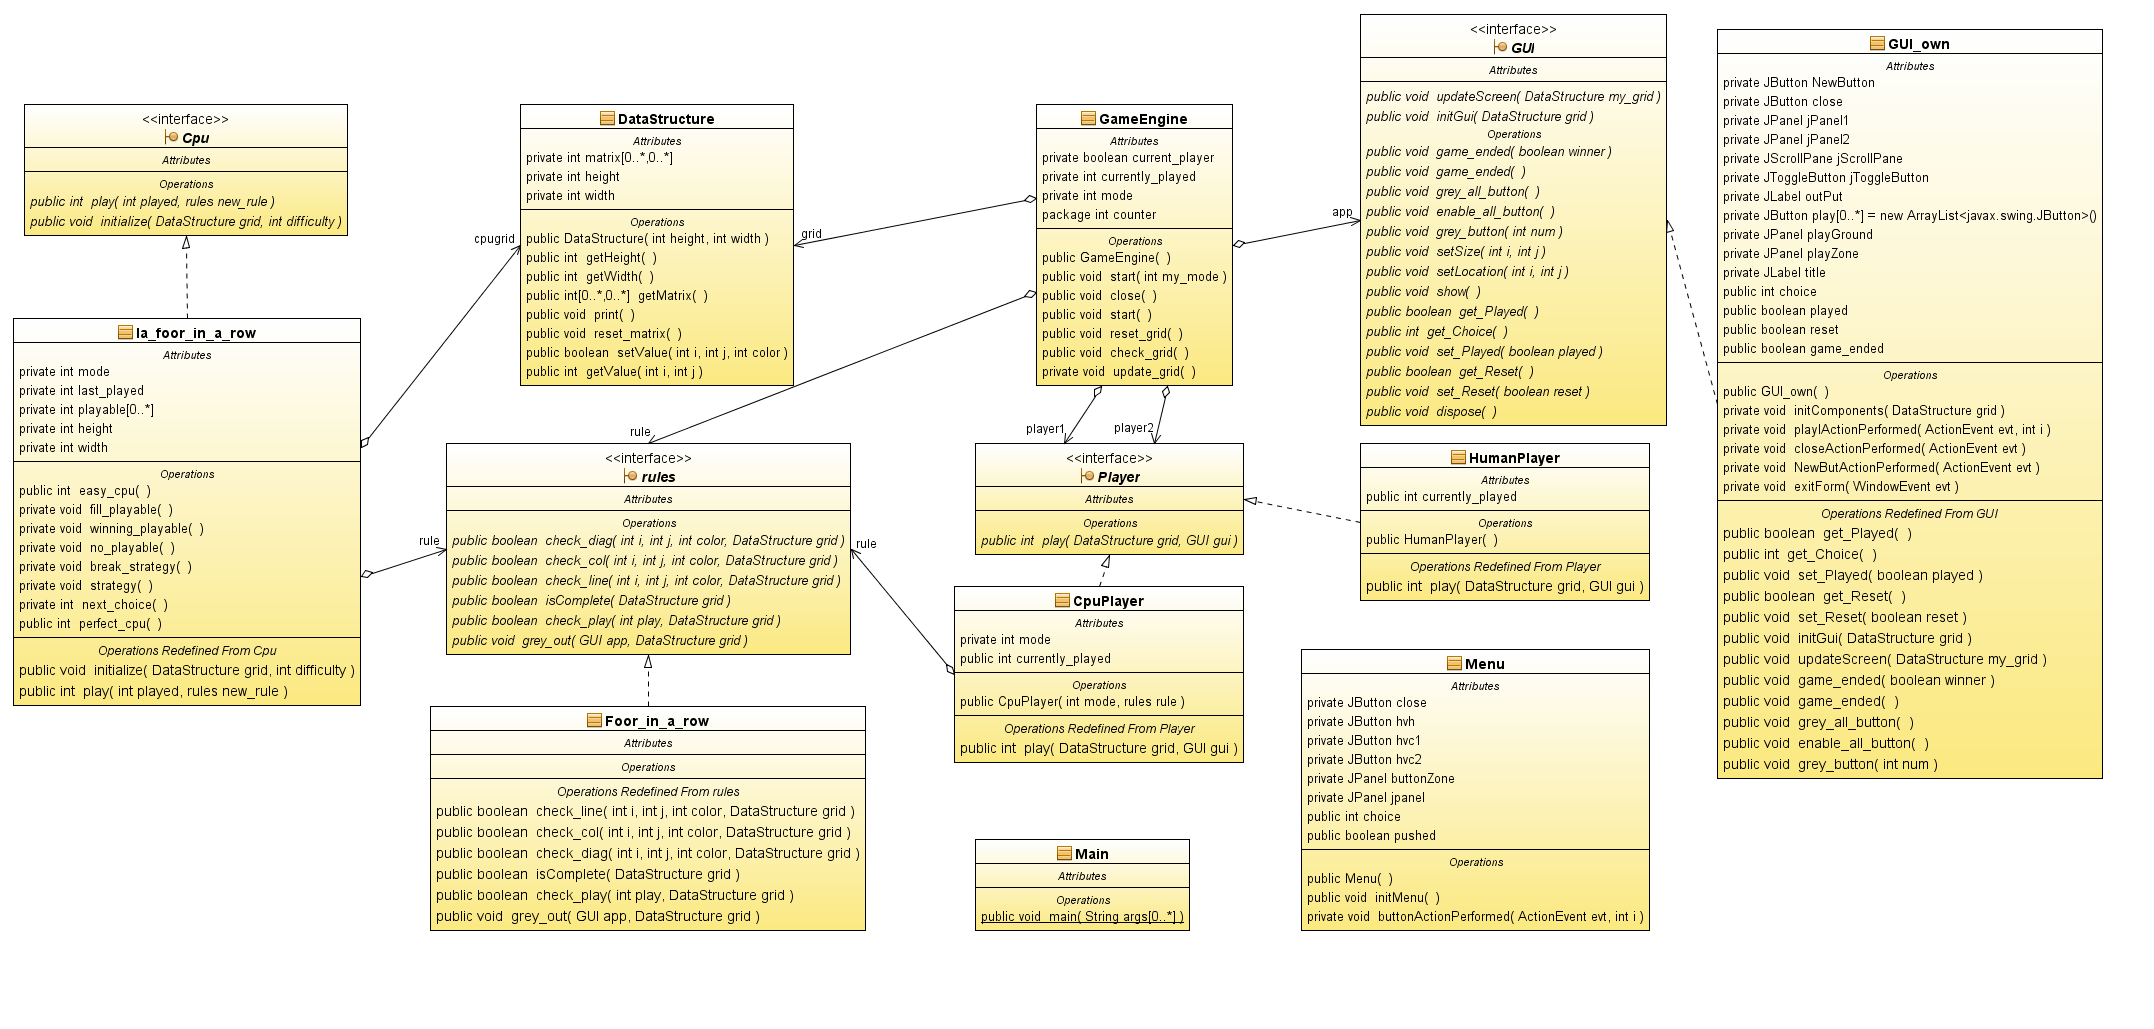 <<interface>>
Cpu
Attributes
Operations
public int play( int played, rules new_rule )
public void initialize( DataStructure grid, int difficulty )
Ia_foor_in_a_row
Attributes
private int mode
private int last_played
private int playable[0..*]
private int height
private int width
Operations
public int easy_cpu( )
private void fill_playable( )
private void winning_playable( )
private void no_playable( )
private void break_strategy( )
private void strategy( )
private int next_choice( )
public int perfect_cpu( )
Operations Redefined From Cpu
public void initialize( DataStructure grid, int difficulty )
public int play( int played, rules new_rule )
cpugrid
rule
DataStructure
Attributes
private int matrix[0..*,0..*]
private int height
private int width
Operations
public DataStructure( int height, int width )
public int getHeight( )
public int getWidth( )
public int[0..*,0..*] getMatrix( )
public void print( )
public void reset_matrix( )
public boolean setValue( int i, int j, int color )
public int getValue( int i, int j )
grid
rule
<<interface>>
rules
Attributes
Operations
public boolean check_diag( int i, int j, int color, DataStructure grid )
public boolean check_col( int i, int j, int color, DataStructure grid )
public boolean check_line( int i, int j, int color, DataStructure grid )
public boolean isComplete( DataStructure grid )
public boolean check_play( int play, DataStructure grid )
public void grey_out( GUI app, DataStructure grid )
rule
Foor_in_a_row
Attributes
Operations
Operations Redefined From rules
public boolean check_line( int i, int j, int color, DataStructure grid )
public boolean check_col( int i, int j, int color, DataStructure grid )
public boolean check_diag( int i, int j, int color, DataStructure grid )
public boolean isComplete( DataStructure grid )
public boolean check_play( int play, DataStructure grid )
public void grey_out( GUI app, DataStructure grid )
GameEngine
Attributes
private boolean current_player
private int currently_played
private int mode
package int counter
Operations
public GameEngine( )
public void start( int my_mode )
public void close( )
public void start( )
public void reset_grid( )
public void check_grid( )
private void update_grid( )
app
player1
player2
<<interface>>
Player
Attributes
Operations
public int play( DataStructure grid, GUI gui )
CpuPlayer
Attributes
private int mode
public int currently_played
Operations
public CpuPlayer( int mode, rules rule )
Operations Redefined From Player
public int play( DataStructure grid, GUI gui )
Main
Attributes
Operations
public void main( String args[0..*] )
<<interface>>
GUI
Attributes
public void updateScreen( DataStructure my_grid )
public void initGui( DataStructure grid )
Operations
public void game_ended( boolean winner )
public void game_ended( )
public void grey_all_button( )
public void enable_all_button( )
public void grey_button( int num )
public void setSize( int i, int j )
public void setLocation( int i, int j )
public void show( )
public boolean get_Played( )
public int get_Choice( )
public void set_Played( boolean played )
public boolean get_Reset( )
public void set_Reset( boolean reset )
public void dispose( )
HumanPlayer
Attributes
public int currently_played
Operations
public HumanPlayer( )
Operations Redefined From Player
public int play( DataStructure grid, GUI gui )
Menu
Attributes
private JButton close
private JButton hvh
private JButton hvc1
private JButton hvc2
private JPanel buttonZone
private JPanel jpanel
public int choice
public boolean pushed
Operations
public Menu( )
public void initMenu( )
private void buttonActionPerformed( ActionEvent evt, int i )
GUI_own
Attributes
private JButton NewButton
private JButton close
private JPanel jPanel1
private JPanel jPanel2
private JScrollPane jScrollPane
private JToggleButton jToggleButton
private JLabel outPut
private JButton play[0..*] = new ArrayList<javax.swing.JButton>()
private JPanel playGround
private JPanel playZone
private JLabel title
public int choice
public boolean played
public boolean reset
public boolean game_ended
Operations
public GUI_own( )
private void initComponents( DataStructure grid )
private void playIActionPerformed( ActionEvent evt, int i )
private void closeActionPerformed( ActionEvent evt )
private void NewButActionPerformed( ActionEvent evt )
private void exitForm( WindowEvent evt )
Operations Redefined From GUI
public boolean get_Played( )
public int get_Choice( )
public void set_Played( boolean played )
public boolean get_Reset( )
public void set_Reset( boolean reset )
public void initGui( DataStructure grid )
public void updateScreen( DataStructure my_grid )
public void game_ended( boolean winner )
public void game_ended( )
public void grey_all_button( )
public void enable_all_button( )
public void grey_button( int num )